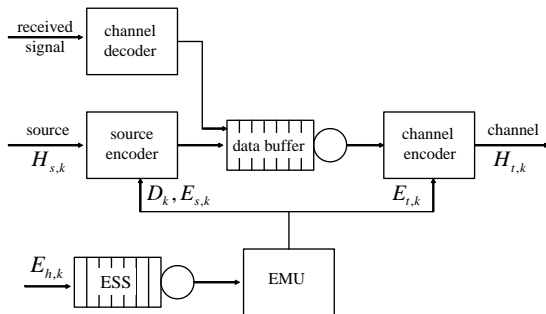 received
signal
channel
decoder
source
H_{s,k}
source
encoder
data buffer
channel
encoder
channel
H_{t,k}
D_k, E_{s,k}
E_{t,k}
E_{h,k}
ESS
EMU